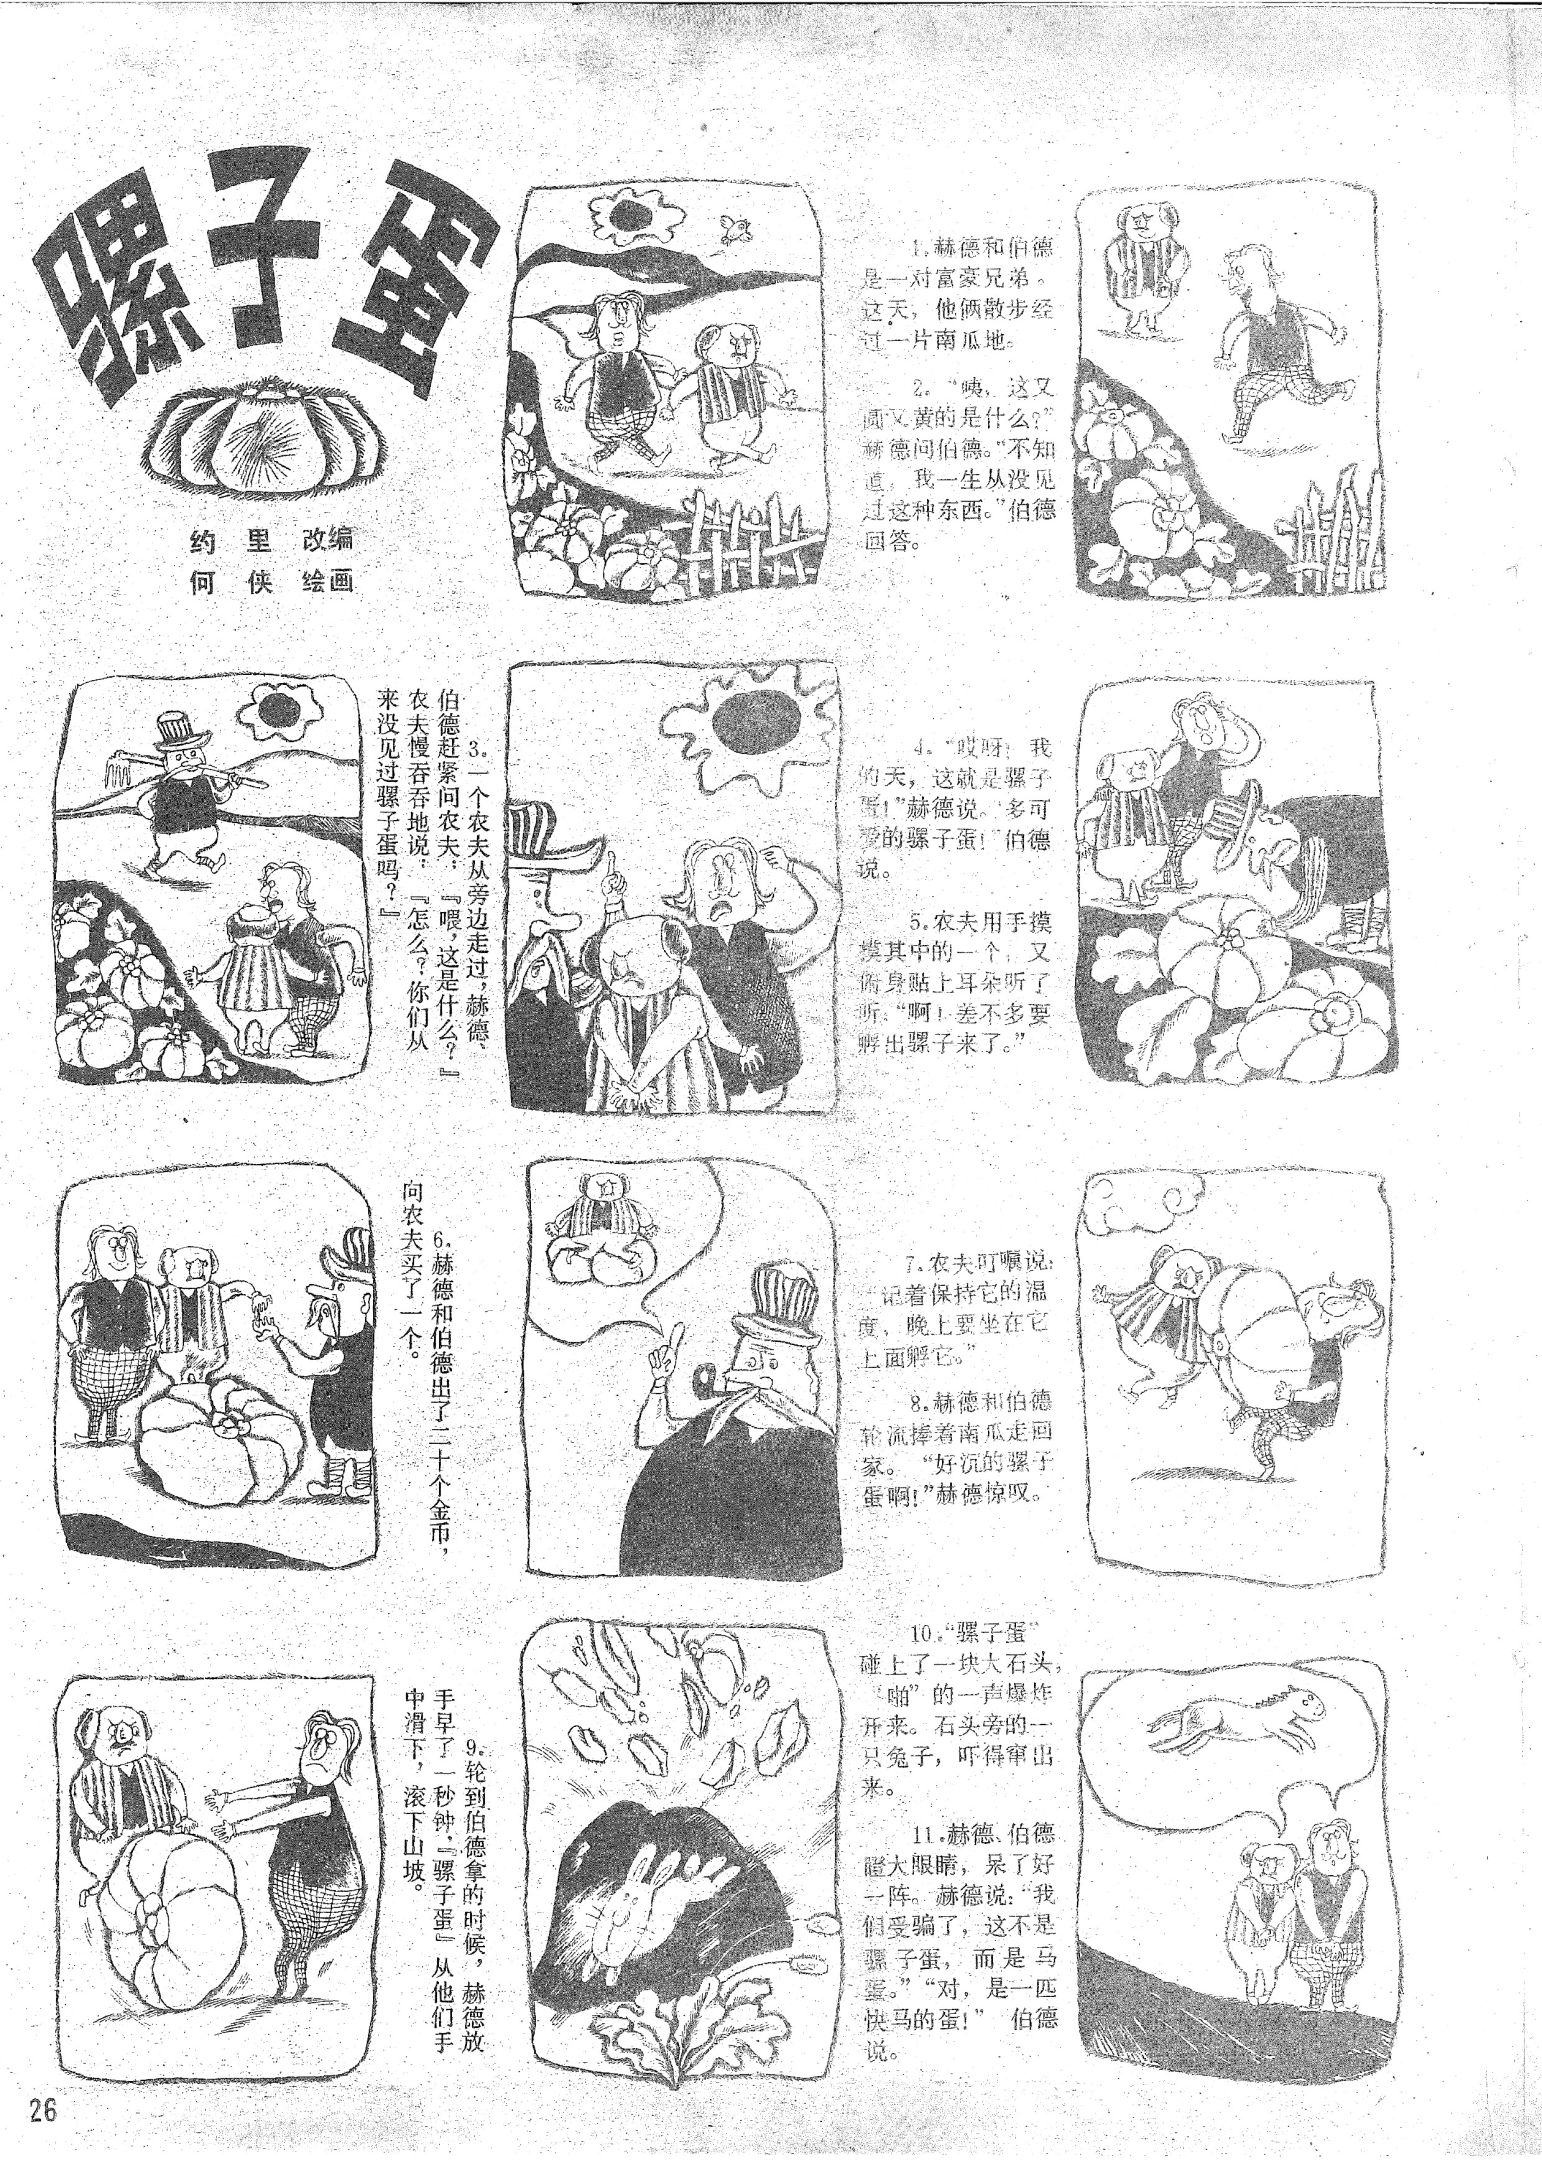 骡子蛋
约里 改编
何侠 绘画
1.赫德和伯德
是一对富豪兄弟。
这天，他俩散步经
过一片南瓜地。
2.“咦，这又
圆又黄的是什么？”
赫德问伯德。“不知
道，我一生从没见
过这种东西。”伯德
回答。
3.一个农夫从旁边走过，赫德、
伯德赶紧问农夫：『喂，这是什么？』
农夫慢吞吞地说：『怎么？你们从
来没见过骡子蛋吗？』
4.“哎呀！我
的天，这就是骡子
蛋！”赫德说。“多可
爱的骡子蛋！”伯德
说。
5.农夫用手摸
摸其中的一个，又
俯身贴上耳朵听了
听。“啊！差不多要
孵出骡子来了。”
6.赫德和伯德出了二十个金币，
向农夫买了一个。
7.农夫叮嘱说：
“记着保持它的温
度，晚上要坐在它
上面孵它。”
8.赫德和伯德
轮流捧着南瓜走回
家。“好沉的骡子
蛋啊！”赫德惊叹。
9.轮到伯德拿的时候，赫德放
手早了一秒钟，『骡子蛋』从他们手
中滑下，滚下山坡。
10.“骡子蛋”
碰上了一块大石头，
“啪”的一声爆炸
开来。石头旁的一
只兔子，吓得窜出
来。
11.赫德、伯德
瞪大眼睛，呆了好
一阵。赫德说：“我
们受骗了，这不是
骡子蛋，而是马
蛋。”“对，是一匹
快马的蛋！”伯德
说。
26